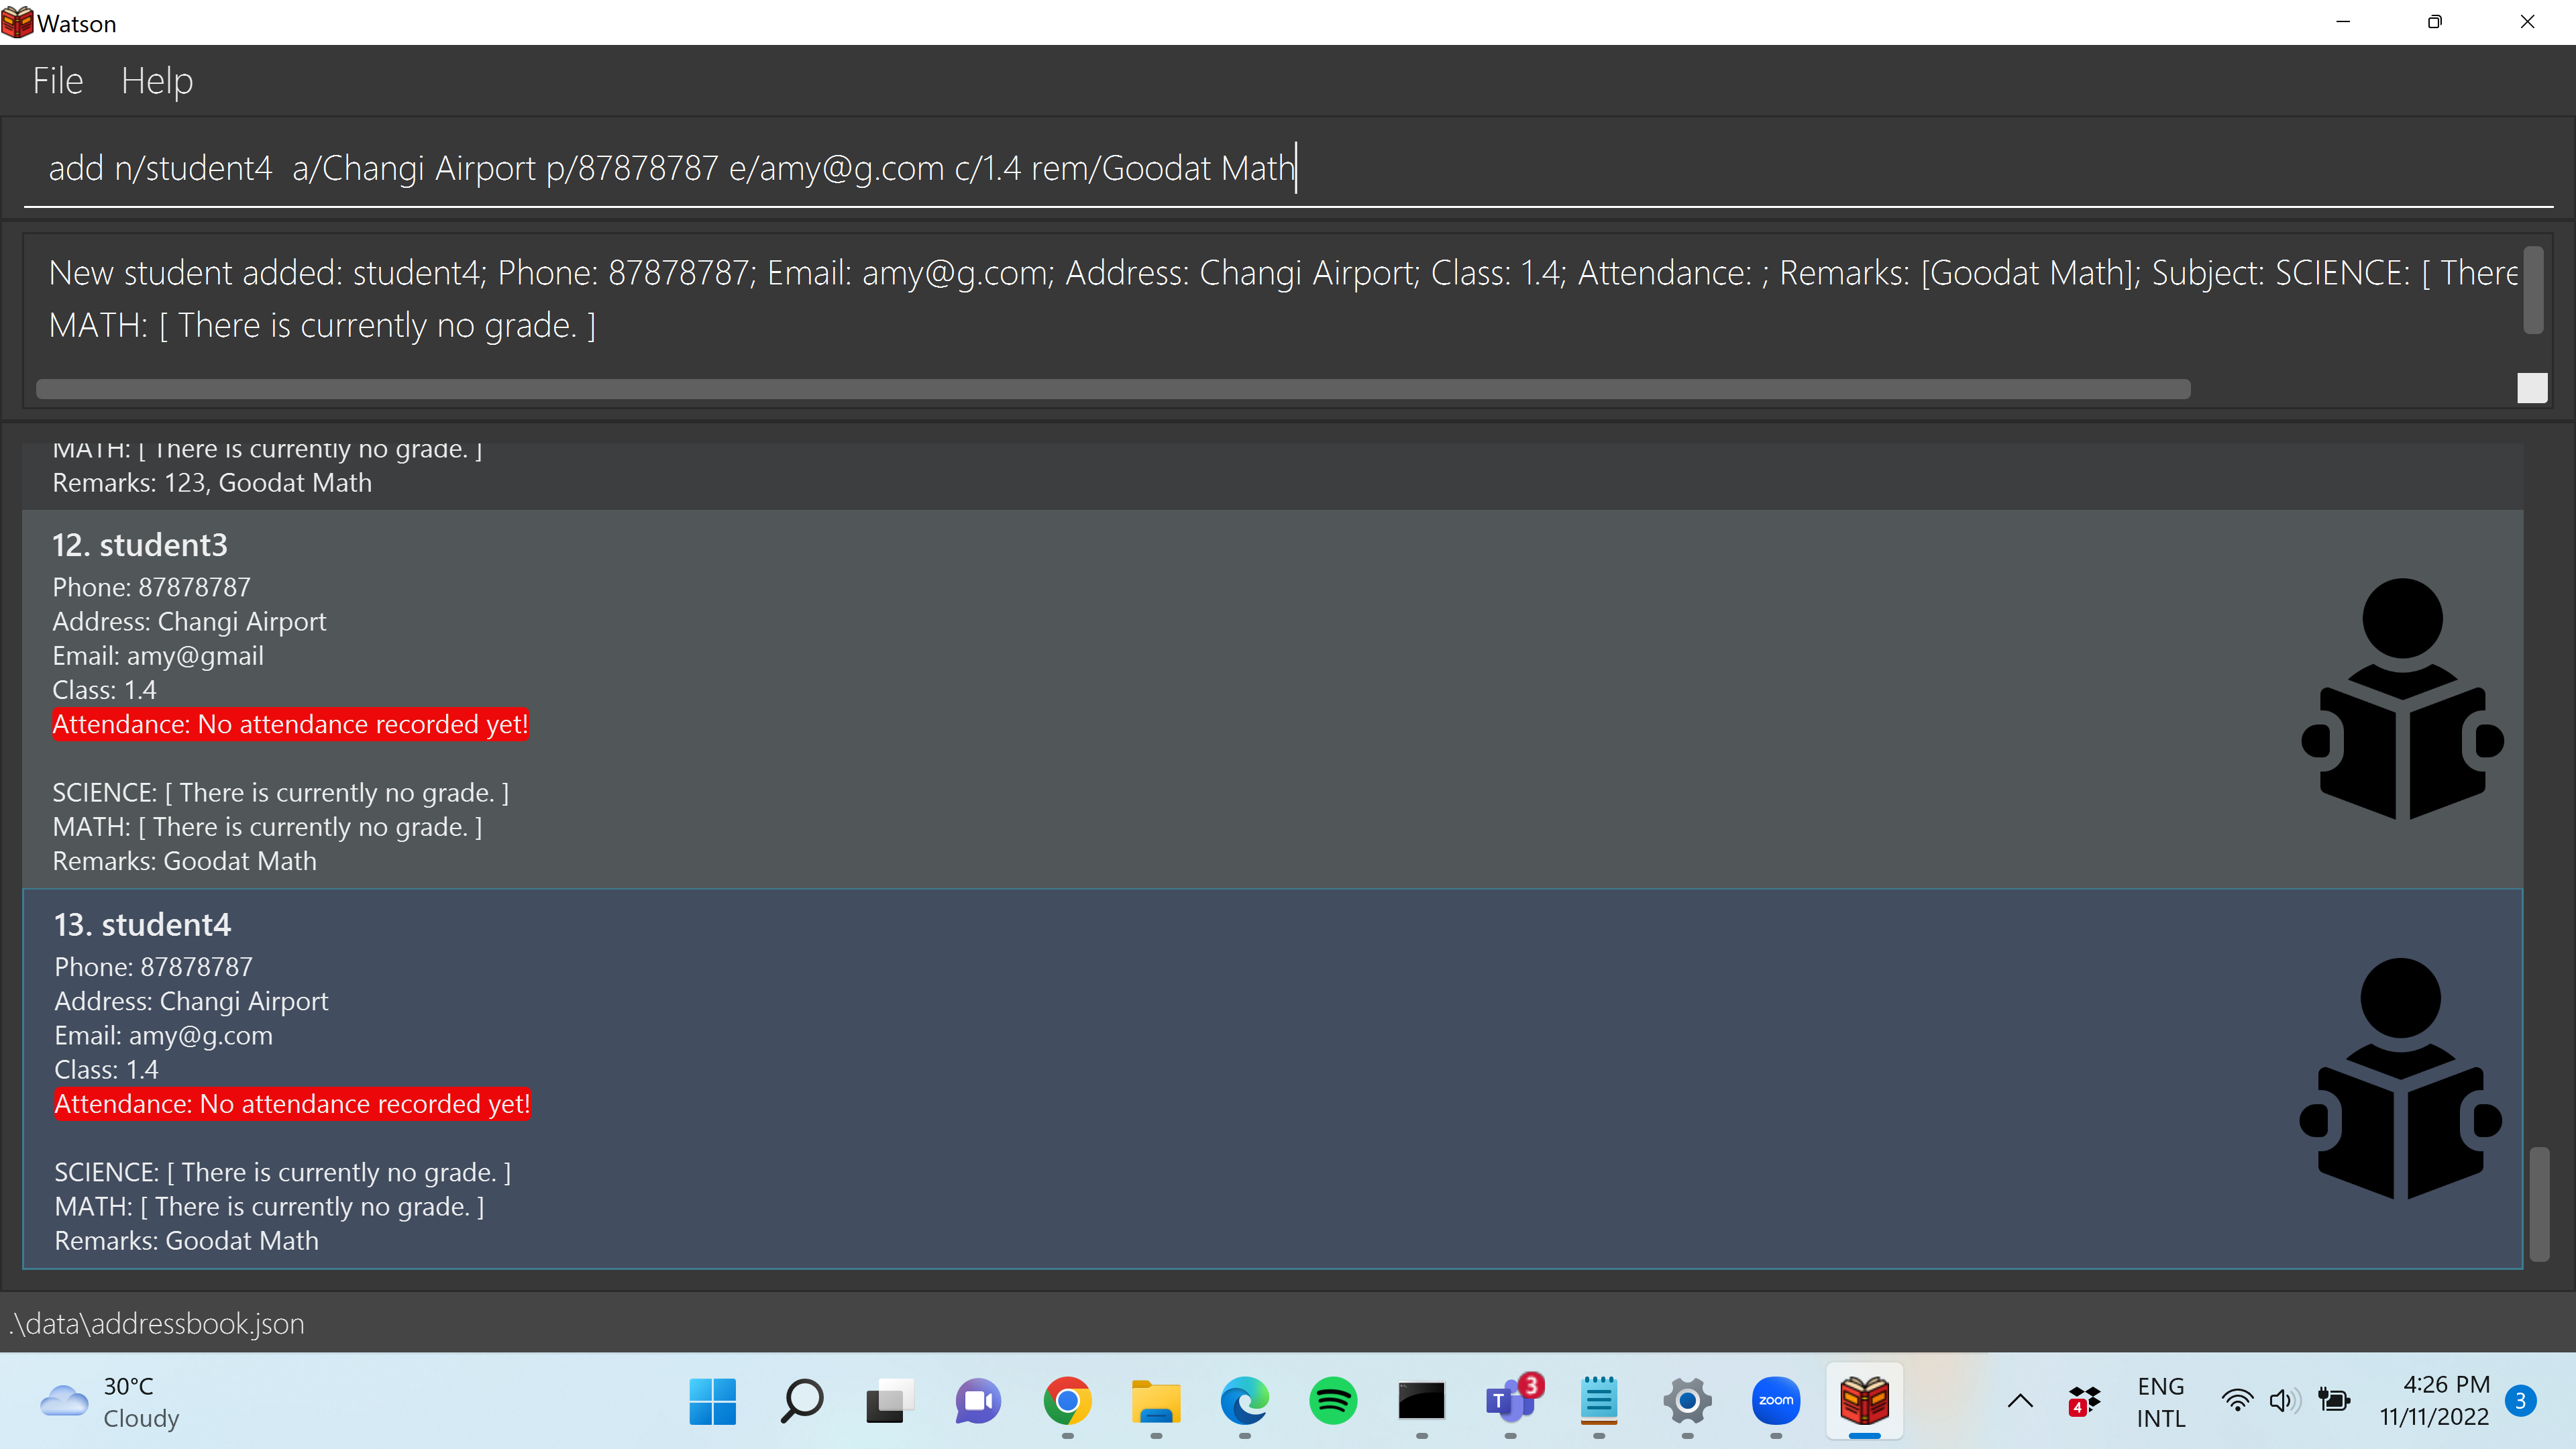 Watson
File Help
add n/student4  a/Changi Airport p/87878787 e/amy@g.com c/1.4 rem/Goodat Math
New student added: student4; Phone: 87878787; Email: amy@g.com; Address: Changi Airport; Class: 1.4; Attendance: ; Remarks: [Goodat Math]; Subject: SCIENCE: [ There
MATH: [ There is currently no grade. ]
MATH: [ There is currently no grade. ]
Remarks: 123, Goodat Math
12. student3
Phone: 87878787
Address: Changi Airport
Email: amy@gmail
Class: 1.4
Attendance: No attendance recorded yet!
SCIENCE: [ There is currently no grade. ]
MATH: [ There is currently no grade. ]
Remarks: Goodat Math
13. student4
Phone: 87878787
Address: Changi Airport
Email: amy@g.com
Class: 1.4
Attendance: No attendance recorded yet!
SCIENCE: [ There is currently no grade. ]
MATH: [ There is currently no grade. ]
Remarks: Goodat Math
.\data\addressbook.json
30°C
Cloudy
T 3
zoom
4
ENG
INTL
4:26 PM
11/11/2022
3